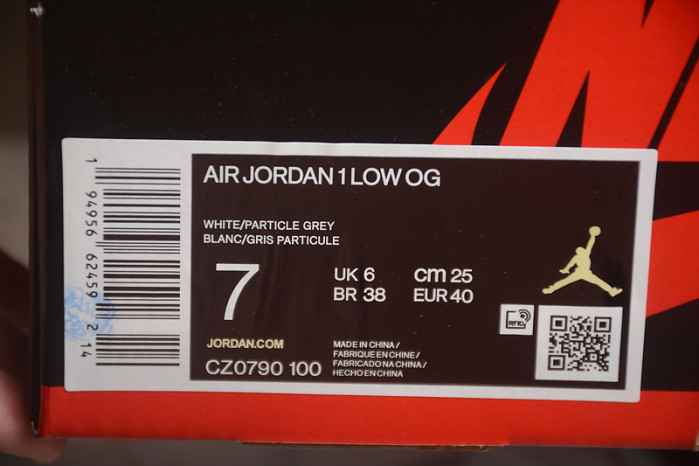 AIR JORDAN 1 LOW OG
WHITE/PARTICLE GREY
BLANC/GRIS PARTICULE
7
UK 6
cm 25
BR 38
EUR 40
RFID
JORDAN.COM
CZ0790 100
MADE IN CHINA /
FABRIQUE EN CHINE /
FABRICADO NA CHINA /
HECHO EN CHINA
1 94956 62459 2 14